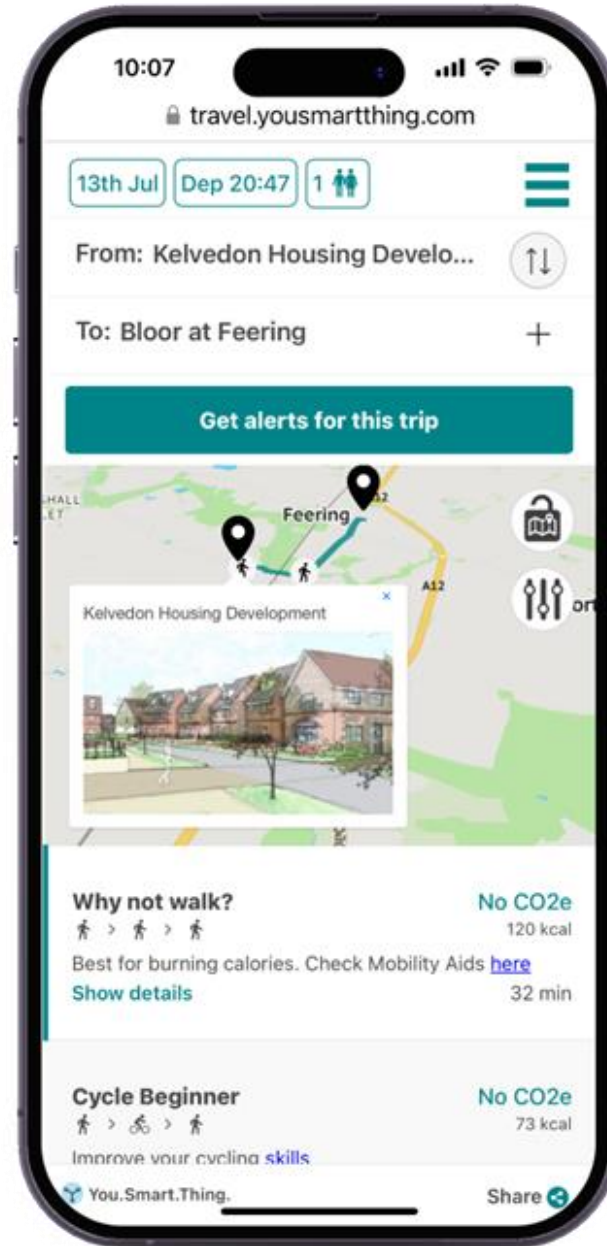 10:07
travel.yousmartthing.com
13th Jul Dep 20:47 1
From: Kelvedon Housing Develo...
To: Bloor at Feering +
Get alerts for this trip
Feering
A2
A12
Kelvedon Housing Development ×
Why not walk? No CO2e
> > 120 kcal
Best for burning calories. Check Mobility Aids here
Show details 32 min
Cycle Beginner No CO2e
> > 73 kcal
Improve your cycling skills
You.Smart.Thing. Share